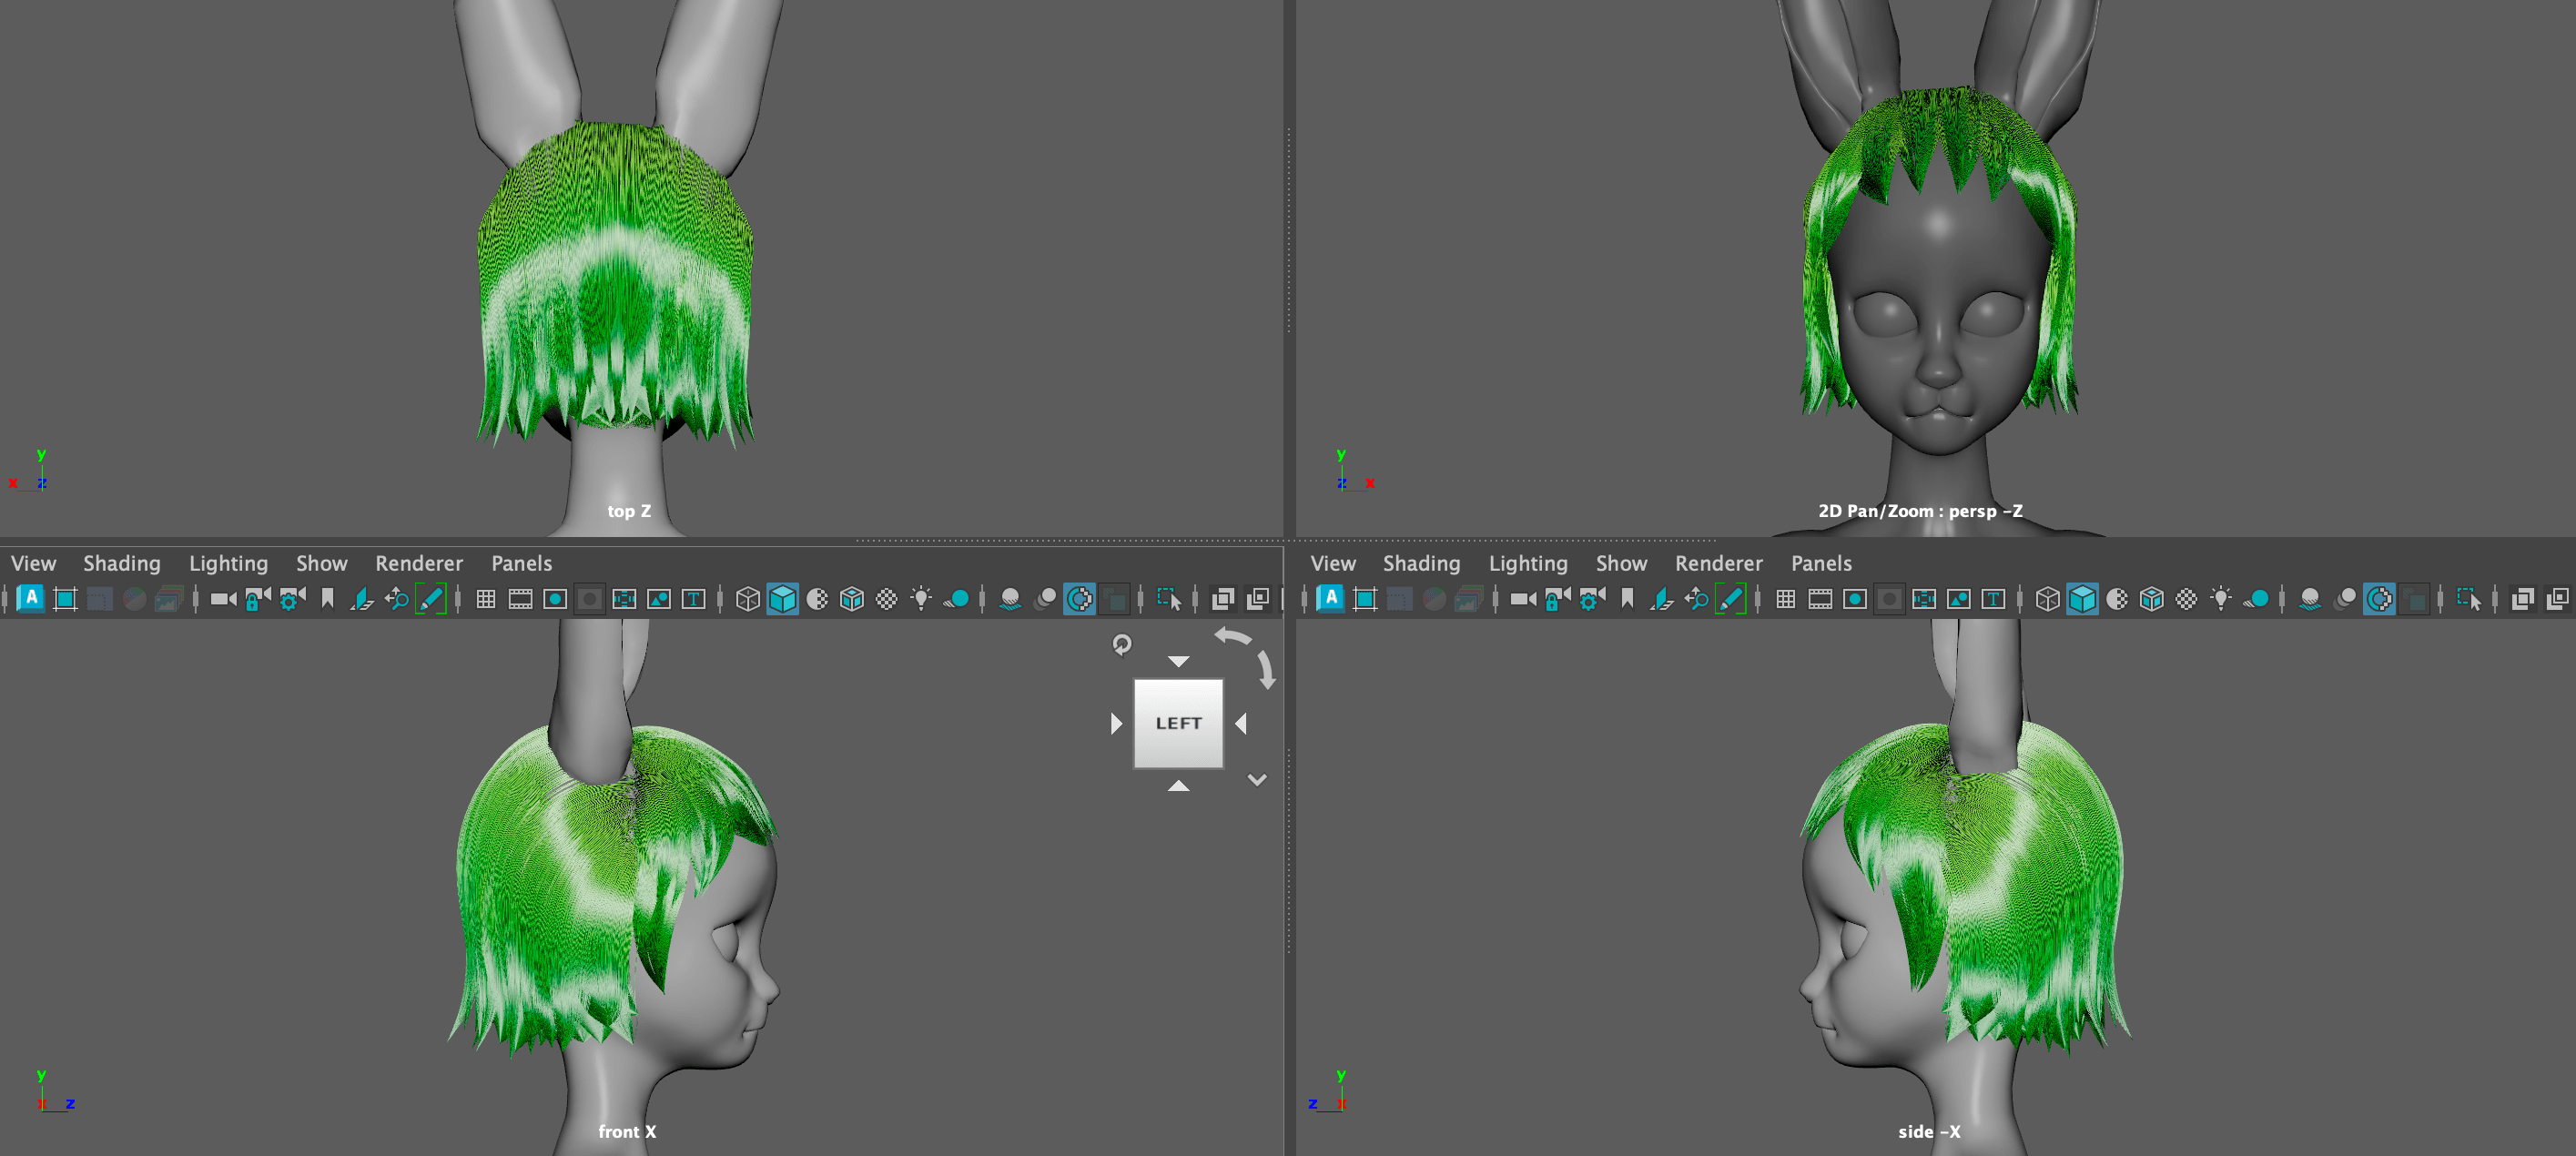 y
x z
top Z
y
z x
2D Pan/Zoom : persp -Z
View Shading Lighting Show Renderer Panels
View Shading Lighting Show Renderer Panels
A
T
A
T
LEFT
y
x z
front X
y
z x
side -X